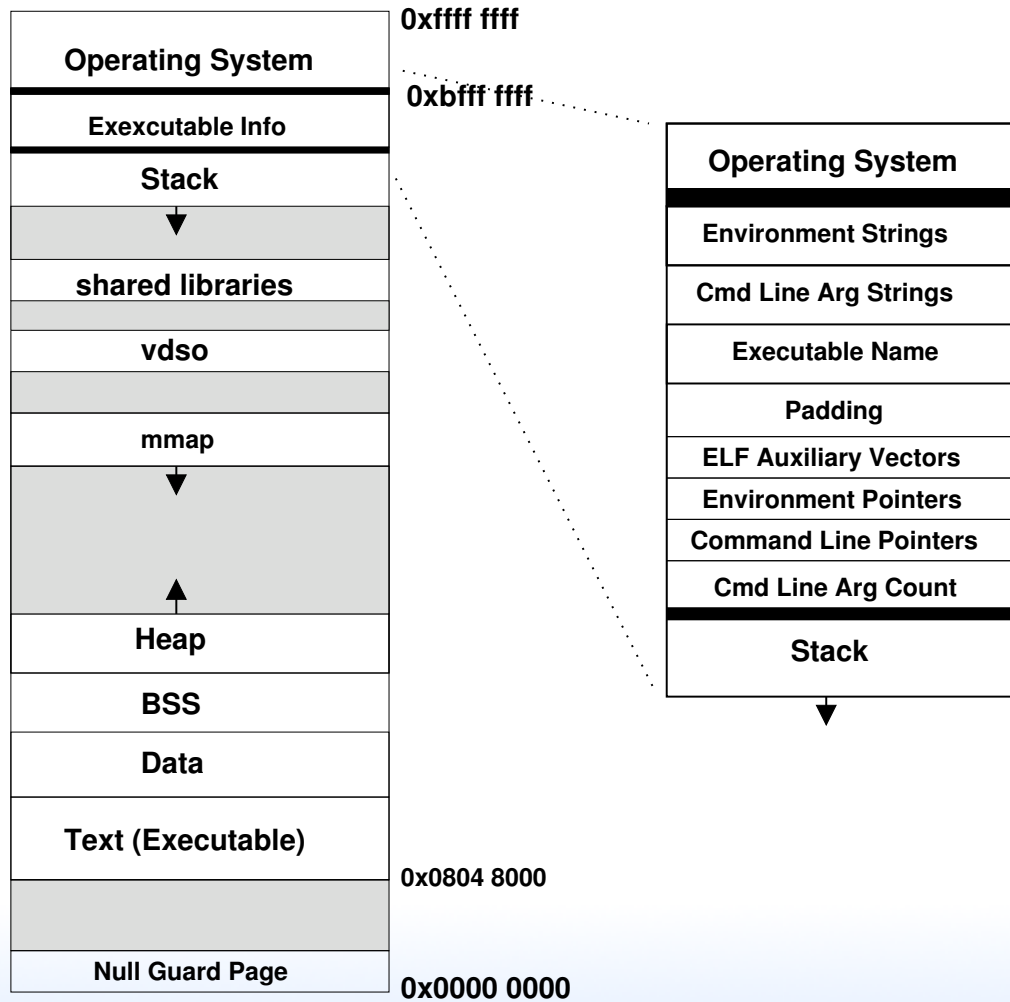 0xffff ffff
Operating System
0xbfff ffff
Exexcutable Info
Stack
shared libraries
vdso
mmap
Heap
BSS
Data
Text (Executable)
0x0804 8000
Null Guard Page
0x0000 0000
Operating System
Environment Strings
Cmd Line Arg Strings
Executable Name
Padding
ELF Auxiliary Vectors
Environment Pointers
Command Line Pointers
Cmd Line Arg Count
Stack